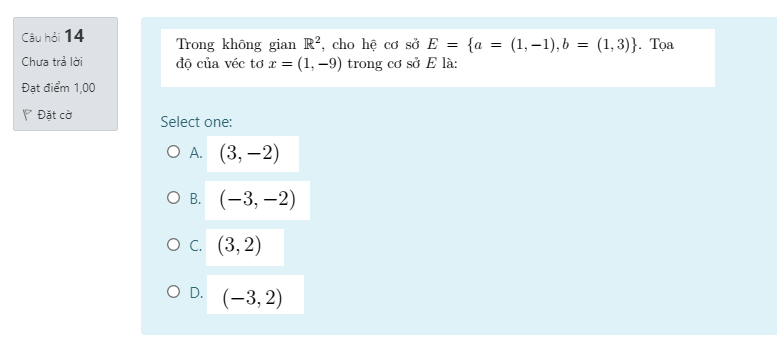 Câu hỏi 14
Chưa trả lời
Đạt điểm 1,00
Đặt cờ
Trong không gian ℝ², cho hệ cơ sở E = {a = (1, −1), b = (1, 3)}. Tọa
độ của véc tơ x = (1, −9) trong cơ sở E là:
Select one:
A. (3, −2)
B. (−3, −2)
C. (3, 2)
D. (−3, 2)